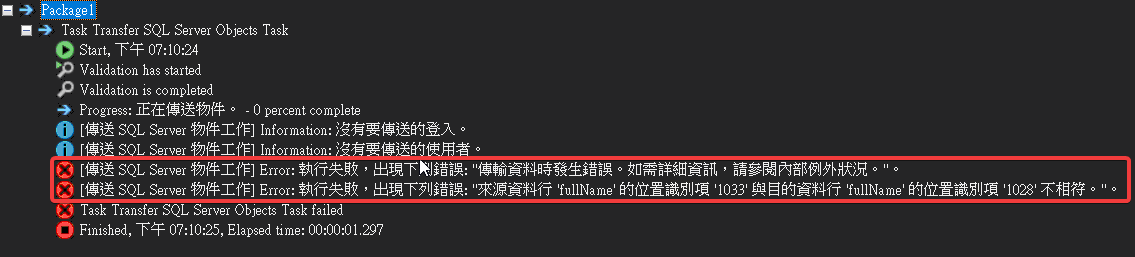 Package1
Task Transfer SQL Server Objects Task
Start, 下午 07:10:24
Validation has started
Validation is completed
Progress: 正在傳送物件。 - 0 percent complete
[傳送 SQL Server 物件工作] Information: 沒有要傳送的登入。
[傳送 SQL Server 物件工作] Information: 沒有要傳送的使用者。
[傳送 SQL Server 物件工作] Error: 執行失敗，出現下列錯誤: "傳輸資料時發生錯誤。如需詳細資訊，請參閱內部例外狀況。"。
[傳送 SQL Server 物件工作] Error: 執行失敗，出現下列錯誤: "來源資料行 'fullName' 的位置識別項 '1033' 與目的資料行 'fullName' 的位置識別項 '1028' 不相符。"。
Task Transfer SQL Server Objects Task failed
Finished, 下午 07:10:25, Elapsed time: 00:00:01.297